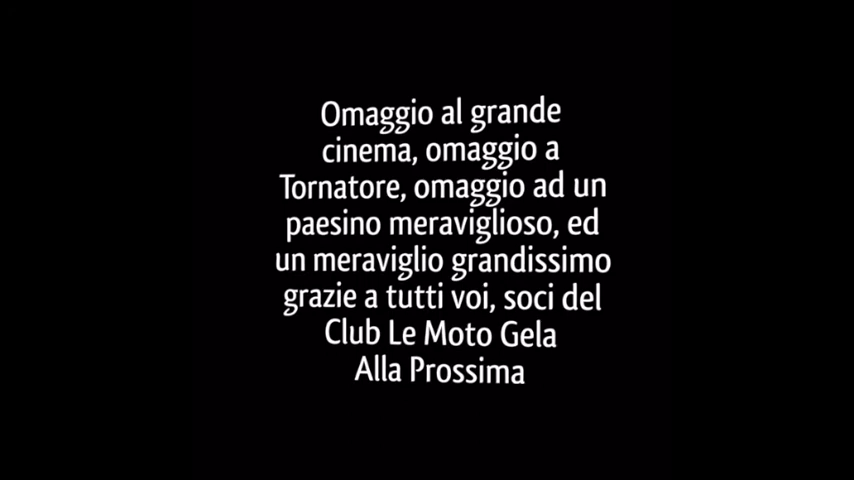 Omaggio al grande
cinema, omaggio a
Tornatore, omaggio ad un
paesino meraviglioso, ed
un meraviglio grandissimo
grazie a tutti voi, soci del
Club Le Moto Gela
Alla Prossima